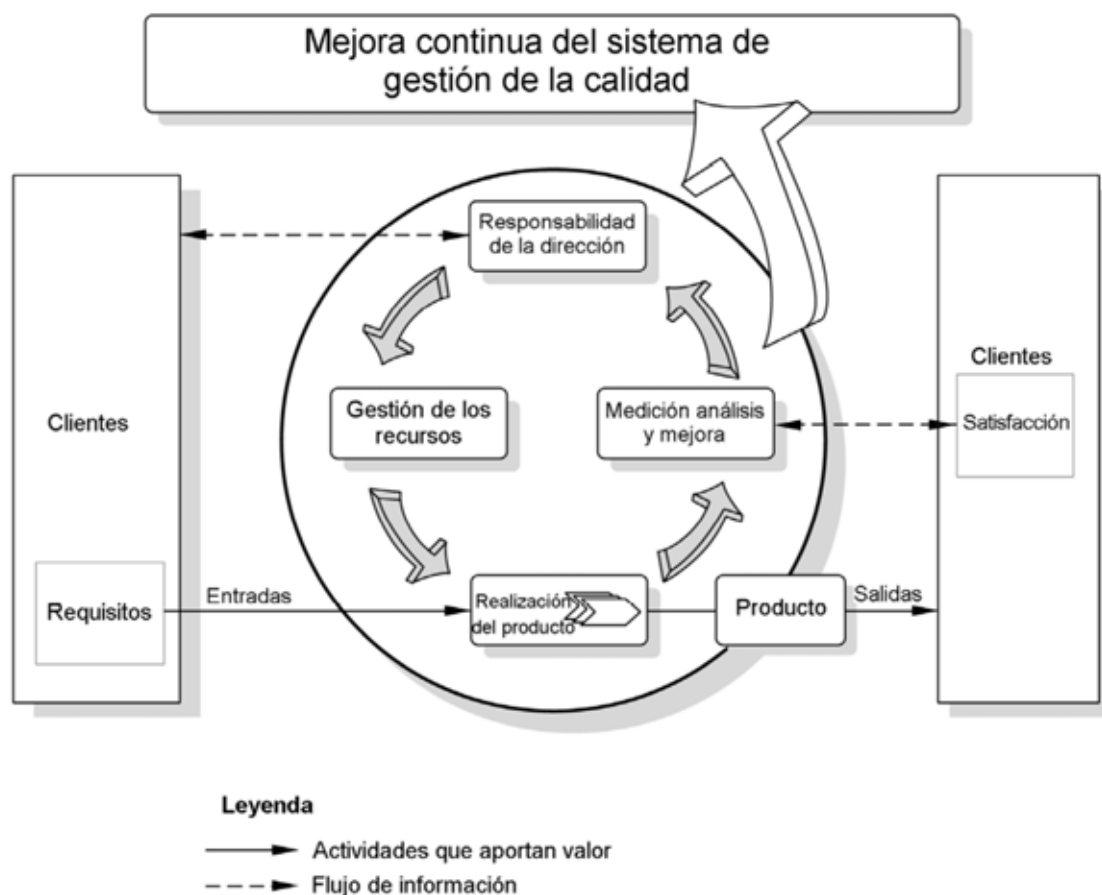 Mejora continua del sistema de
gestión de la calidad
Responsabilidad
de la dirección
Clientes
Gestión de los
recursos
Medición análisis
y mejora
Clientes
Satisfacción
Requisitos
Entradas
Realización
del producto
Producto
Salidas
Leyenda
Actividades que aportan valor
Flujo de información